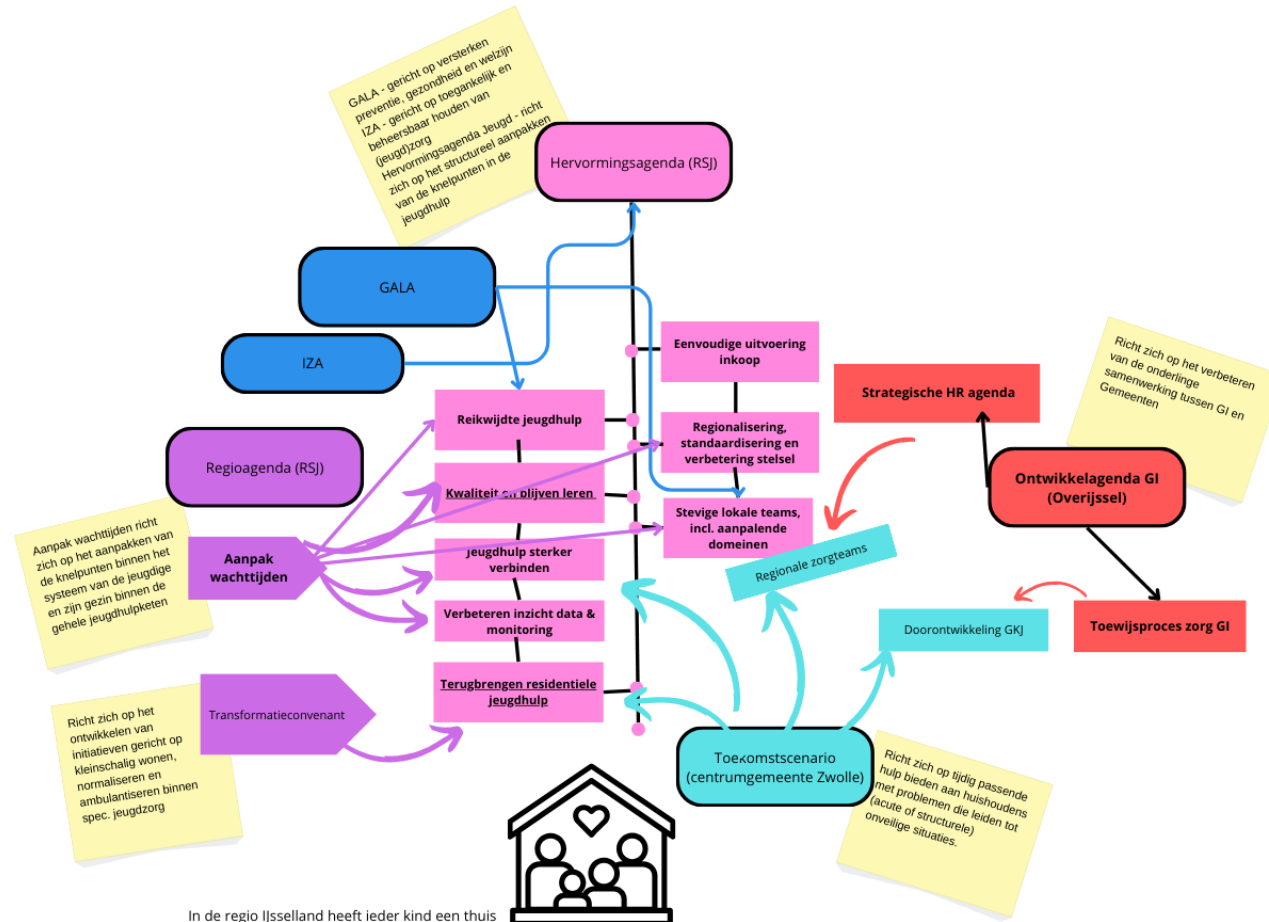 GALA - gericht op versterken
preventie, gezondheid en welzijn
IZA - gericht op toegankelijk en
beheersbaar houden van
(jeugd)zorg
Hervormingsagenda Jeugd - richt
zich op het structureel aanpakken
van de knelpunten in de
jeugdhulp
Hervormingsagenda (RSJ)
GALA
IZA
Regioagenda (RSJ)
Aanpak wachttijden richt
zich op het aanpakken van
de knelpunten binnen het
systeem van de jeugdige
en zijn gezin binnen de
gehele jeugdhulpketen
Aanpak
wachttijden
Richt zich op het
ontwikkelen van
initiatieven gericht op
kleinschalig wonen,
normaliseren en
ambulantiseren binnen
spec. jeugdzorg
Transformatieconvenant
Reikwijdte jeugdhulp
Kwaliteit en blijven leren
Jeugdhulp sterker
verbinden
Verbeteren inzicht data &
monitoring
Terugbrengen residentiele
jeugdhulp
Eenvoudige uitvoering
inkoop
Regionalisering,
standaardisering en
verbetering stelsel
Stevige lokale teams,
incl. aanpalende
domeinen
Regionale zorgteams
Strategische HR agenda
Richt zich op het verbeteren
van de onderlinge
samenwerking tussen GI en
Gemeenten
Ontwikkelagenda GI
(Overijssel)
Doorontwikkeling GKJ
Toewijsproces zorg GI
Toekomstscenario
(centrumgemeente Zwolle)
Richt zich op tijdig passende
hulp bieden aan huishoudens
met problemen die leiden tot
(acute of structurele)
onveilige situaties.
In de regio IJsselland heeft ieder kind een thuis